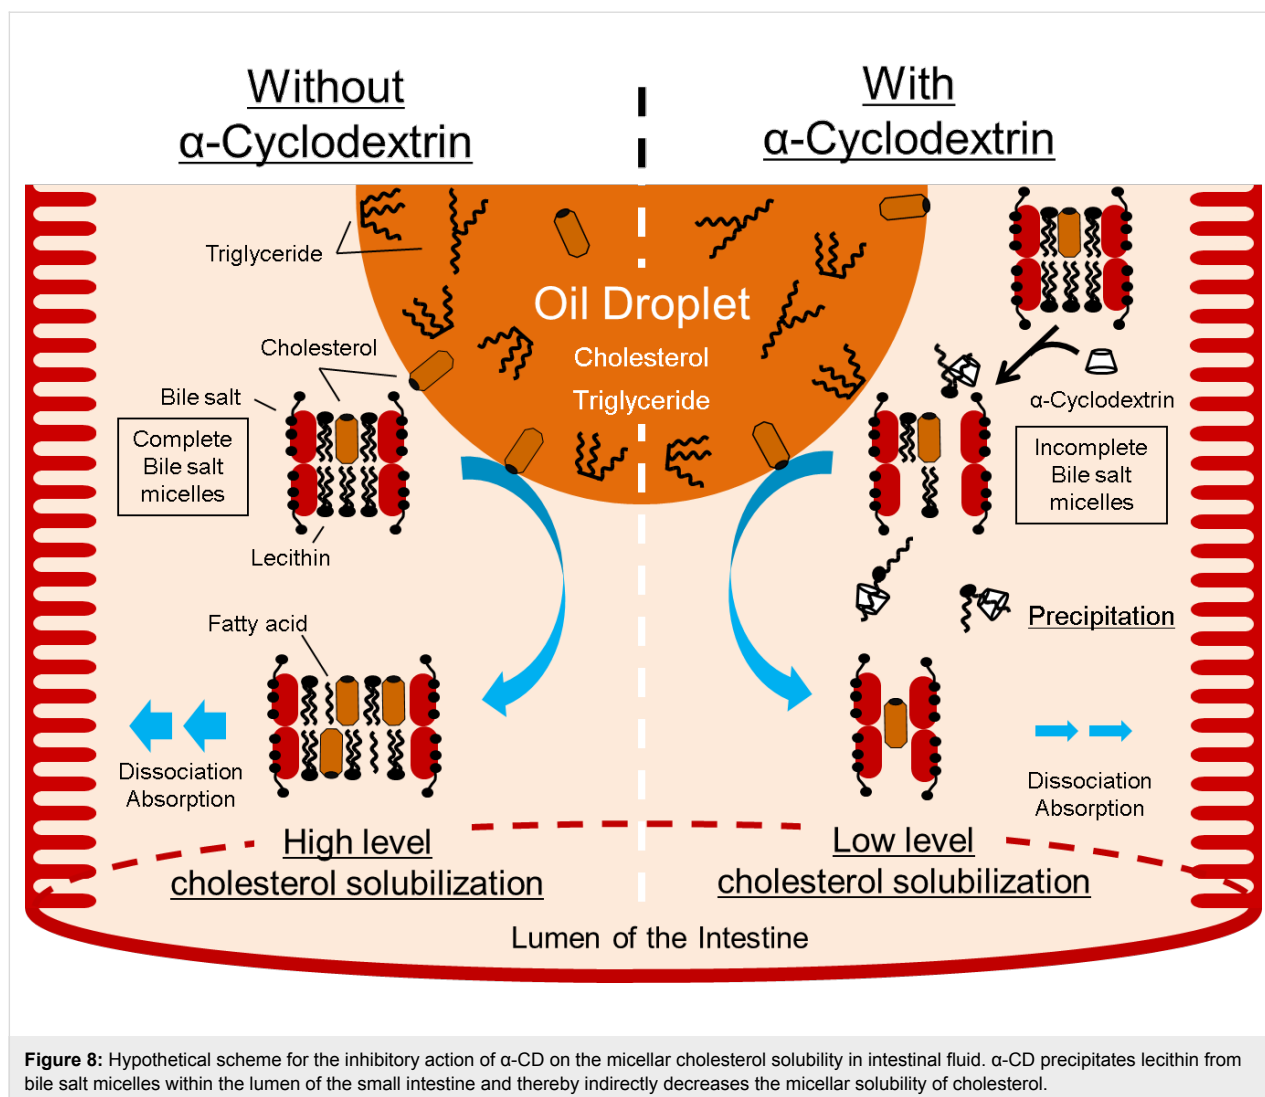 Without
α-Cyclodextrin
With
α-Cyclodextrin
Triglyceride
Oil Droplet
Cholesterol
Triglyceride
Cholesterol
Bile salt
Complete
Bile salt
micelles
Lecithin
α-Cyclodextrin
Incomplete
Bile salt
micelles
Fatty acid
Precipitation
Dissociation
Absorption
Dissociation
Absorption
High level
cholesterol solubilization
Low level
cholesterol solubilization
Lumen of the Intestine
Figure 8: Hypothetical scheme for the inhibitory action of α-CD on the micellar cholesterol solubility in intestinal fluid. α-CD precipitates lecithin from
bile salt micelles within the lumen of the small intestine and thereby indirectly decreases the micellar solubility of cholesterol.